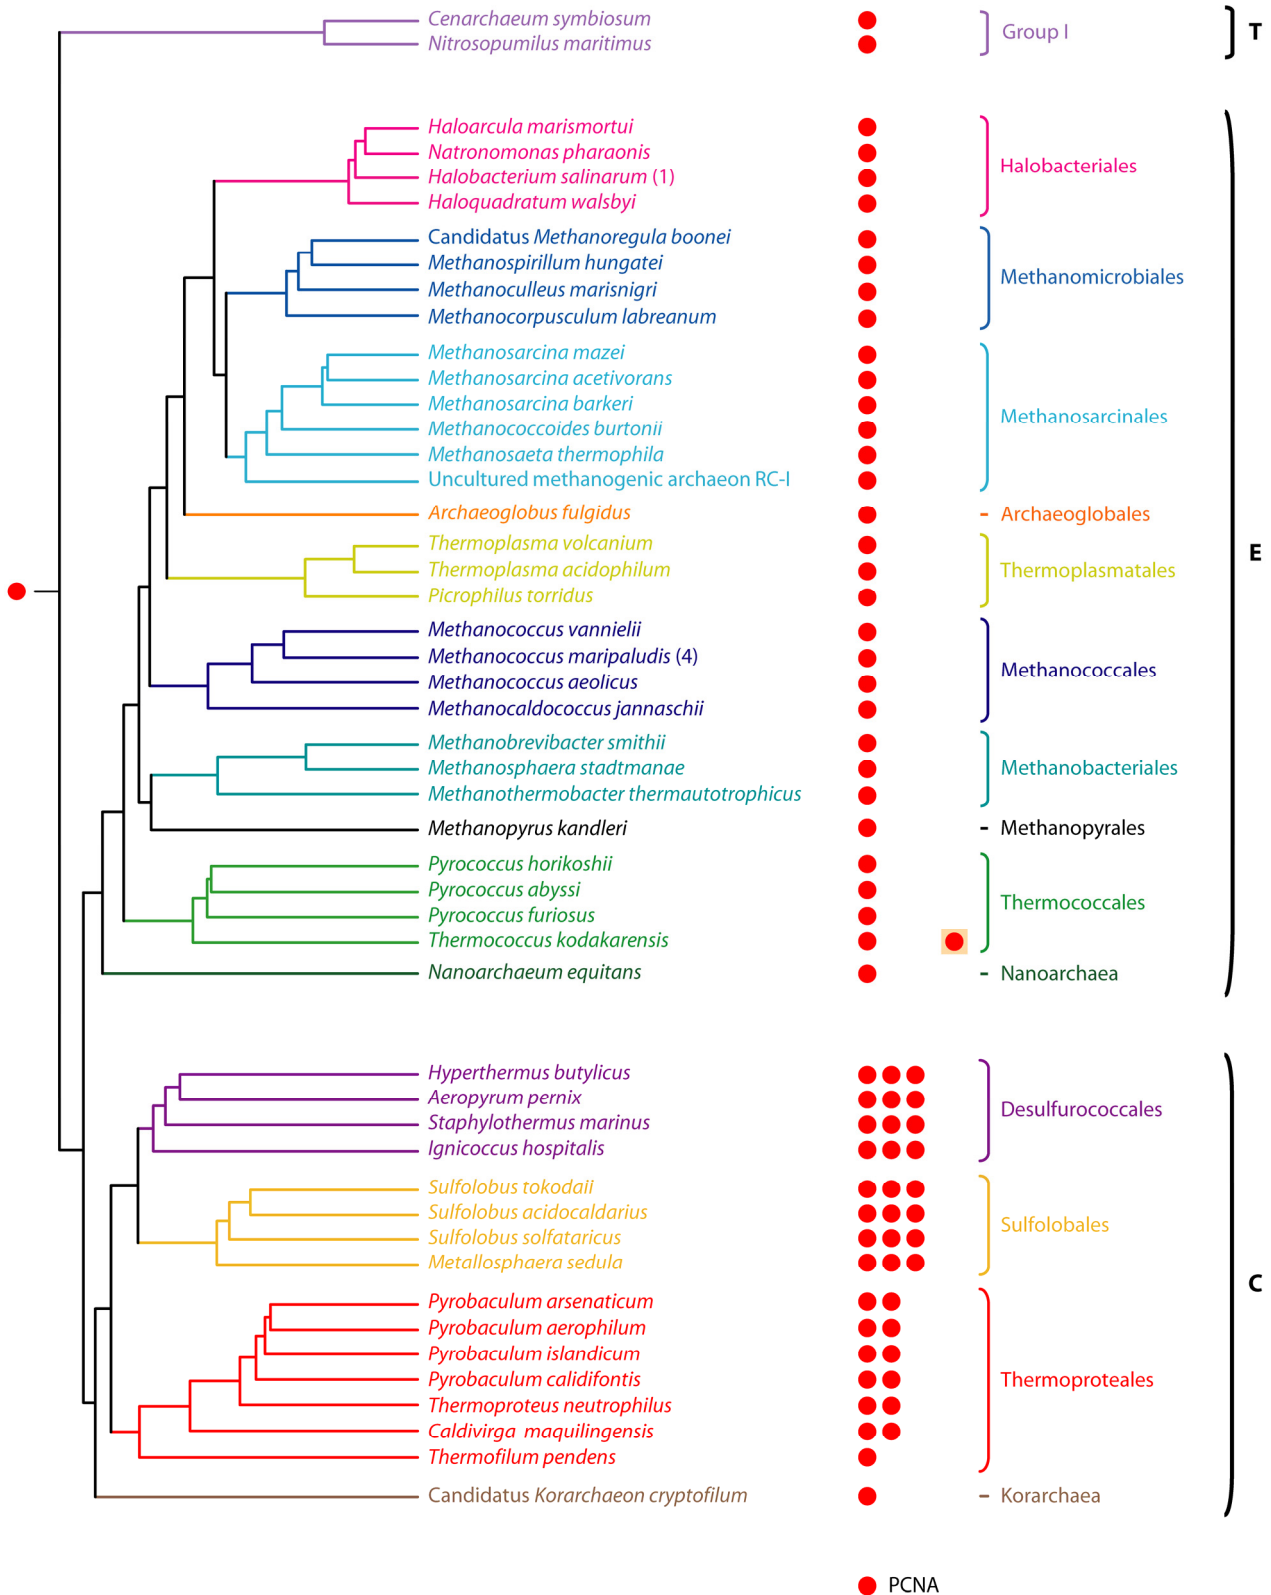 Cenarchaeum symbiosum
Nitrosopumilus maritimus
Group I
T
Haloarcula marismortui
Natronomonas pharaonis
Halobacterium salinarum (1)
Haloquadratum walsbyi
Halobacteriales
Candidatus Methanoregula boonei
Methanospirillum hungatei
Methanoculleus marisnigri
Methanocorpusculum labreanum
Methanomicrobiales
Methanosarcina mazei
Methanosarcina acetivorans
Methanosarcina barkeri
Methanococcoides burtonii
Methanosaeta thermophila
Uncultured methanogenic archaeon RC-I
Methanosarcinales
Archaeoglobus fulgidus
Archaeoglobales
E
Thermoplasma volcanium
Thermoplasma acidophilum
Picrophilus torridus
Thermoplasmatales
Methanococcus vannielii
Methanococcus maripaludis (4)
Methanococcus aeolicus
Methanocaldococcus jannaschii
Methanococcales
Methanobrevibacter smithii
Methanosphaera stadtmanae
Methanothermobacter thermautotrophicus
Methanobacteriales
Methanopyrus kandleri
Methanopyrales
Pyrococcus horikoshii
Pyrococcus abyssi
Pyrococcus furiosus
Thermococcus kodakarensis
Thermococcales
Nanoarchaeum equitans
Nanoarchaea
Hyperthermus butylicus
Aeropyrum pernix
Staphylothermus marinus
Ignicoccus hospitalis
Desulfurococcales
Sulfolobus tokodaii
Sulfolobus acidocaldarius
Sulfolobus solfataricus
Metallosphaera sedula
Sulfolobales
C
Pyrobaculum arsenaticum
Pyrobaculum aerophilum
Pyrobaculum islandicum
Pyrobaculum calidifontis
Thermoproteus neutrophilus
Caldivirga maquilingensis
Thermofilum pendens
Thermoproteales
Candidatus Korarchaeon cryptofilum
Korarchaea
PCNA